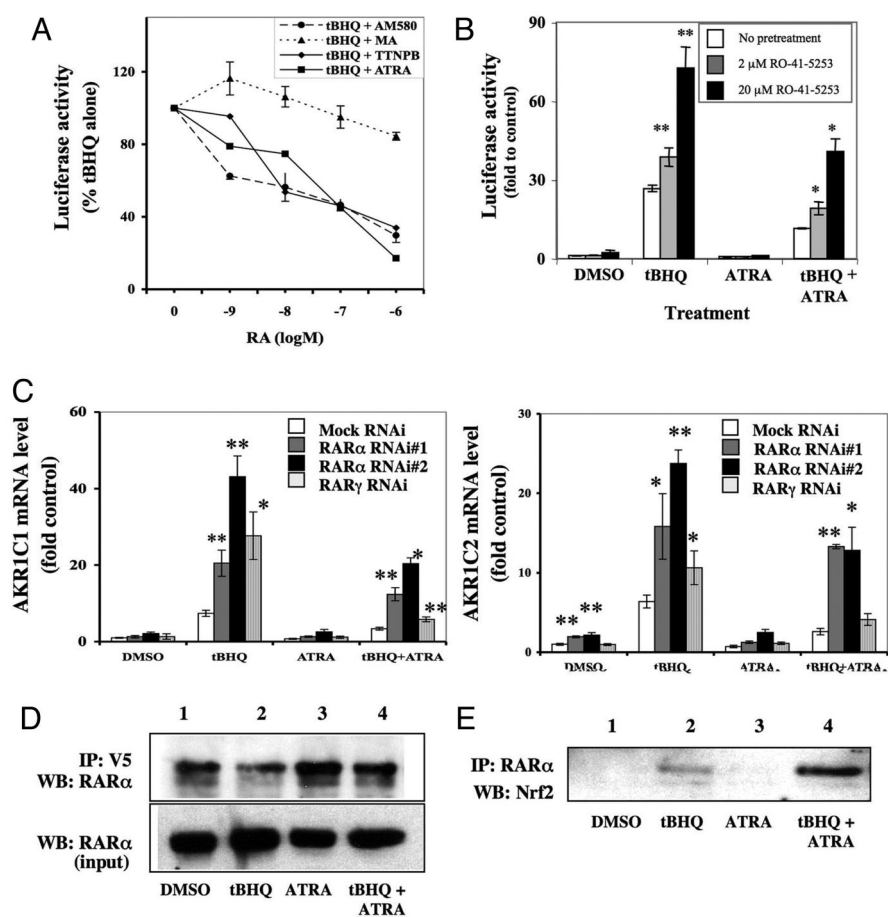 A
Luciferase activity
(% tBHQ alone)
120
80
40
0
0
-9
-8
-7
-6
RA (logM)
tBHQ + AM580
tBHQ + MA
tBHQ + TTNPB
tBHQ + ATRA
B
Luciferase activity
(fold to control)
90
60
30
0
**
**
*
*
No pretreatment
2 μM RO-41-5253
20 μM RO-41-5253
DMSO
tBHQ
ATRA
tBHQ +
ATRA
Treatment
C
AKR1C1 mRNA level
(fold control)
60
40
20
0
Mock RNAi
RARα RNAi#1
RARα RNAi#2
RARγ RNAi
**
**
*
**
*
**
DMSO
tBHQ
ATRA
tBHQ+ATRA
AKR1C2 mRNA level
(fold control)
30
20
10
0
Mock RNAi
RARα RNAi#1
RARα RNAi#2
RARγ RNAi
**
**
*
**
*
**
*
DMSO
tBHQ
ATRA
tBHQ+ATRA
D
1
2
3
4
IP: V5
WB: RARα
WB: RARα
(input)
DMSO
tBHQ
ATRA
tBHQ +
ATRA
E
1
2
3
4
IP: RARα
WB: Nrf2
DMSO
tBHQ
ATRA
tBHQ +
ATRA